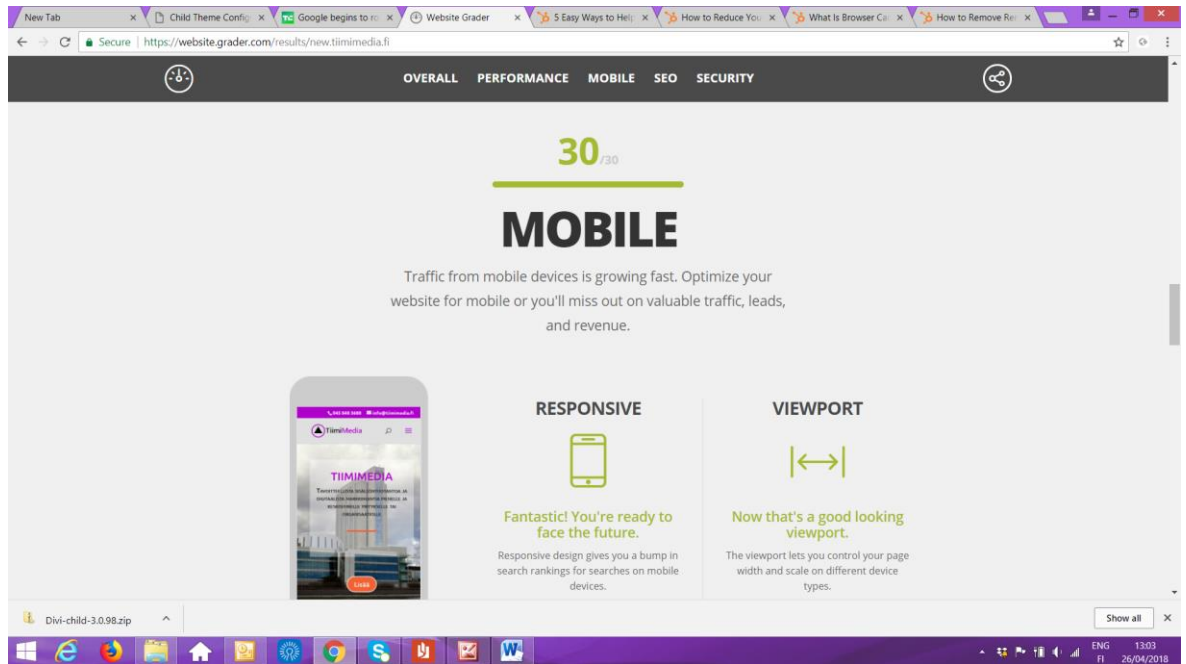 New Tab
Child Theme Config
Google begins to ro
Website Grader
5 Easy Ways to Help
How to Reduce You
What Is Browser Ca
How to Remove Re
Secure | https://website.grader.com/results/new.tiimimedia.fi
OVERALL PERFORMANCE MOBILE SEO SECURITY
30/30
MOBILE
Traffic from mobile devices is growing fast. Optimize your
website for mobile or you'll miss out on valuable traffic, leads,
and revenue.
info@tiimimedia.fi
TiimiMedia
TIIMIMEDIA
Lisää
RESPONSIVE
Fantastic! You're ready to
face the future.
Responsive design gives you a bump in
search rankings for searches on mobile
devices.
VIEWPORT
Now that's a good looking
viewport.
The viewport lets you control your page
width and scale on different device
types.
Divi-child-3.0.98.zip
Show all
ENG 13:03
FI 26/04/2018